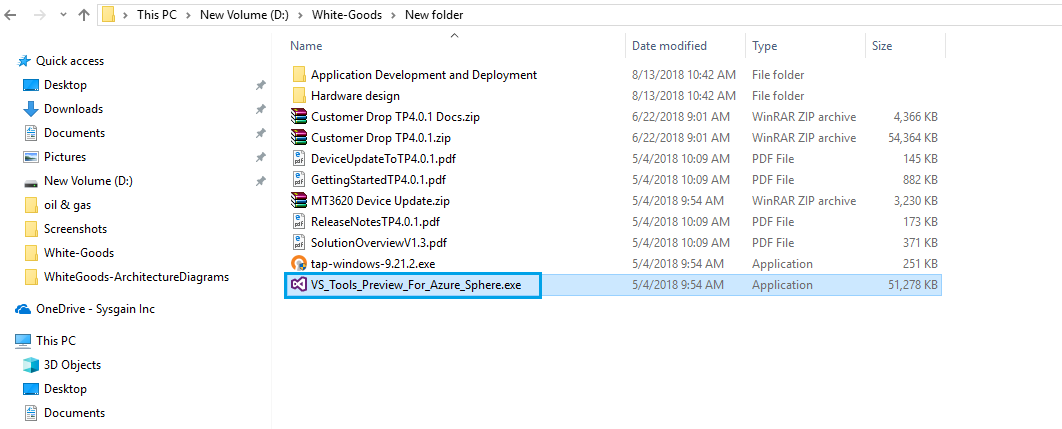 This PC > New Volume (D:) > White-Goods > New folder
Name Date modified Type Size
Quick access
Desktop
Downloads
Documents
Pictures
New Volume (D:)
oil & gas
Screenshots
White-Goods
WhiteGoods-ArchitectureDiagrams
OneDrive - Sysgain Inc
This PC
3D Objects
Desktop
Documents
Application Development and Deployment 8/13/2018 10:42 AM File folder
Hardware design 8/13/2018 10:42 AM File folder
Customer Drop TP4.0.1 Docs.zip 6/22/2018 9:01 AM WinRAR ZIP archive 4,366 KB
Customer Drop TP4.0.1.zip 6/22/2018 9:01 AM WinRAR ZIP archive 54,364 KB
DeviceUpdateToTP4.0.1.pdf 5/4/2018 10:09 AM PDF File 145 KB
GettingStartedTP4.0.1.pdf 5/4/2018 10:09 AM PDF File 882 KB
MT3620 Device Update.zip 5/4/2018 9:54 AM WinRAR ZIP archive 3,230 KB
ReleaseNotesTP4.0.1.pdf 5/4/2018 10:09 AM PDF File 173 KB
SolutionOverviewV1.3.pdf 5/4/2018 10:09 AM PDF File 371 KB
tap-windows-9.21.2.exe 5/4/2018 9:54 AM Application 251 KB
VS_Tools_Preview_For_Azure_Sphere.exe 5/4/2018 9:54 AM Application 51,278 KB